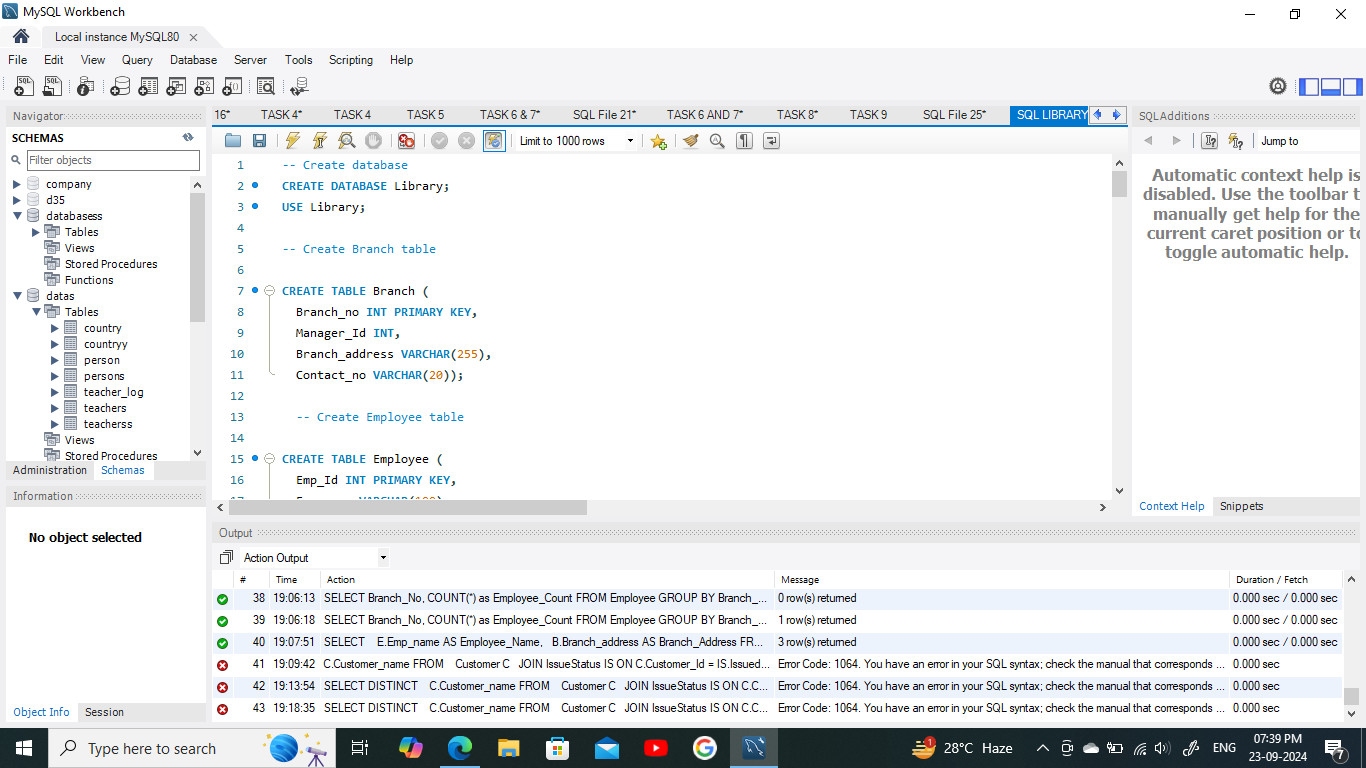 MySQL Workbench
Local instance MySQL80
File Edit View Query Database Server Tools Scripting Help
Navigator
SCHEMAS
Filter objects
company
d35
databasess
Tables
Views
Stored Procedures
Functions
datas
Tables
country
countryy
person
persons
teacher_log
teachers
teacherss
Views
Stored Procedures
Administration Schemas
Information
No object selected
Object Info Session
16* TASK 4* TASK 4 TASK 5 TASK 6 & 7* SQL File 21* TASK 6 AND 7* TASK 8* TASK 9 SQL File 25* SQL LIBRARY
Limit to 1000 rows
1 -- Create database
2 CREATE DATABASE Library;
3 USE Library;
4
5 -- Create Branch table
6
7 CREATE TABLE Branch (
8 Branch_no INT PRIMARY KEY,
9 Manager_Id INT,
10 Branch_address VARCHAR(255),
11 Contact_no VARCHAR(20));
12
13 -- Create Employee table
14
15 CREATE TABLE Employee (
16 Emp_Id INT PRIMARY KEY,
SQLAdditions
Jump to
Automatic context help is
disabled. Use the toolbar t
manually get help for the
current caret position or to
toggle automatic help.
Context Help Snippets
Output
Action Output
# Time Action Message Duration / Fetch
38 19:06:13 SELECT Branch_No, COUNT(*) as Employee_Count FROM Employee GROUP BY Branch_... 0 row(s) returned 0.000 sec / 0.000 sec
39 19:06:18 SELECT Branch_No, COUNT(*) as Employee_Count FROM Employee GROUP BY Branch_... 1 row(s) returned 0.000 sec / 0.000 sec
40 19:07:51 SELECT E.Emp_name AS Employee_Name, B.Branch_address AS Branch_Address FR... 3 row(s) returned 0.000 sec / 0.000 sec
41 19:09:42 C.Customer_name FROM Customer C JOIN IssueStatus IS ON C.Customer_Id = IS.Issued... Error Code: 1064. You have an error in your SQL syntax; check the manual that corresponds ... 0.000 sec
42 19:13:54 SELECT DISTINCT C.Customer_name FROM Customer C JOIN IssueStatus IS ON C.C... Error Code: 1064. You have an error in your SQL syntax; check the manual that corresponds ... 0.000 sec
43 19:18:35 SELECT DISTINCT C.Customer_name FROM Customer C JOIN IssueStatus IS ON C.C... Error Code: 1064. You have an error in your SQL syntax; check the manual that corresponds ... 0.000 sec
Type here to search
1 28°C Haze ENG 07:39 PM
23-09-2024 7